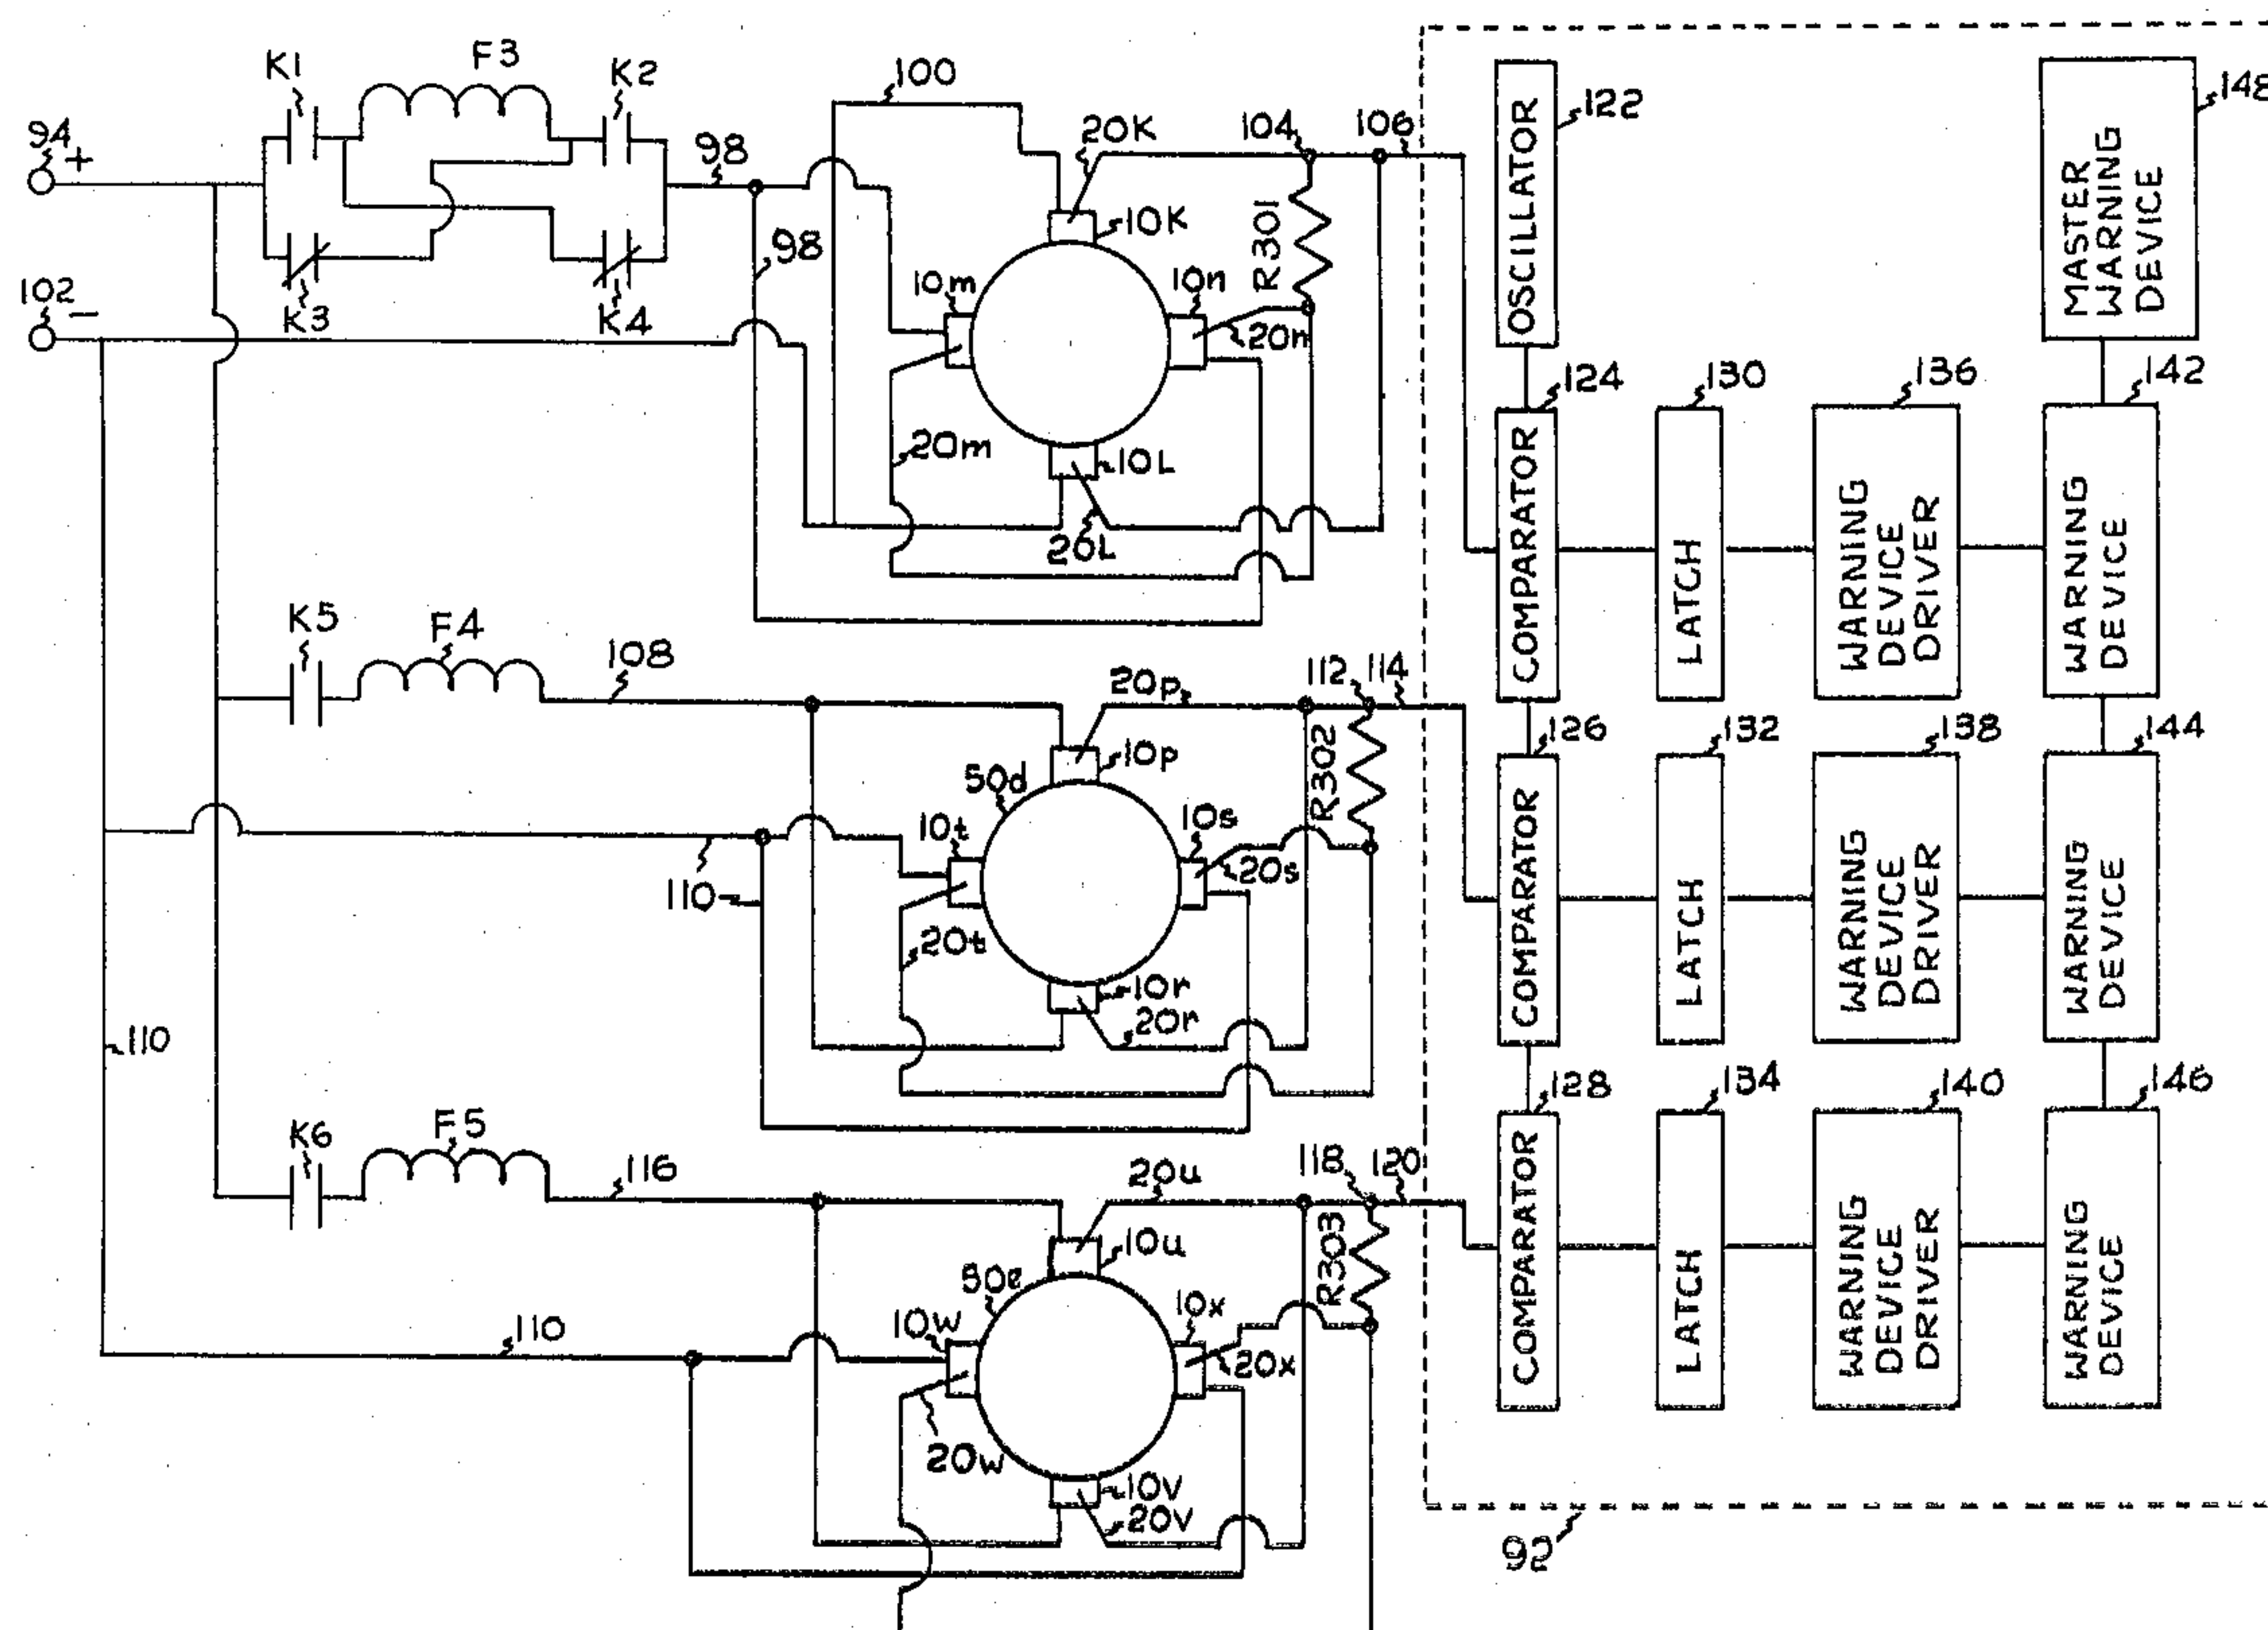 F3
K1
K2
94
+
102
−
K3
K4
98
98
100
20K
10K
104
106
R301
10m
10n
20n
20m
10L
20L
OSCILLATOR
122
MASTER
WARNING
DEVICE
148
COMPARATOR
124
LATCH
130
WARNING
DEVICE
DRIVER
136
WARNING
DEVICE
142
K5
F4
108
20p
112
114
R302
10p
50d
10t
10s
20s
110
110
20t
10r
20r
110
COMPARATOR
126
LATCH
132
WARNING
DEVICE
DRIVER
138
WARNING
DEVICE
144
K6
F5
116
20u
118
120
R303
10u
50e
10w
10x
20x
110
20w
10v
20v
COMPARATOR
128
LATCH
134
WARNING
DEVICE
DRIVER
140
WARNING
DEVICE
146
92